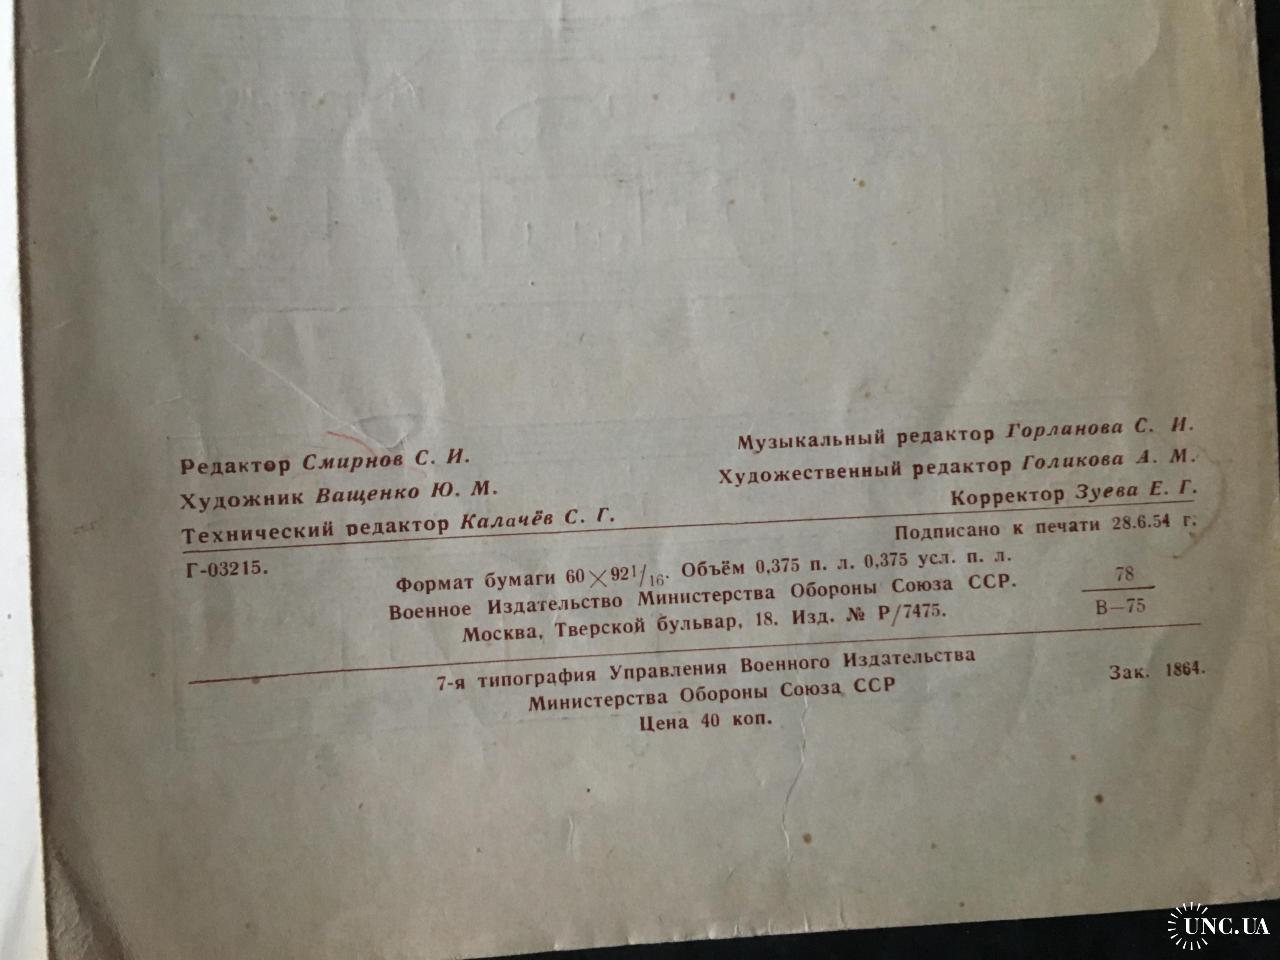 Редактор Смирнов С. И.
Художник Ващенко Ю. М.
Технический редактор Калачёв С. Г.
Музыкальный редактор Горланова С. И.
Художественный редактор Голикова А. М.
Корректор Зуева Е. Г.
Г-03215.
Подписано к печати 28.6.54 г.
Формат бумаги 60×92 1/16. Объём 0,375 п. л. 0,375 усл. п. л.
Военное Издательство Министерства Обороны Союза ССР.
Москва, Тверской бульвар, 18. Изд. № Р/7475.
78
В—75
7-я типография Управления Военного Издательства
Министерства Обороны Союза ССР
Зак. 1864.
Цена 40 коп.
UNC.UA